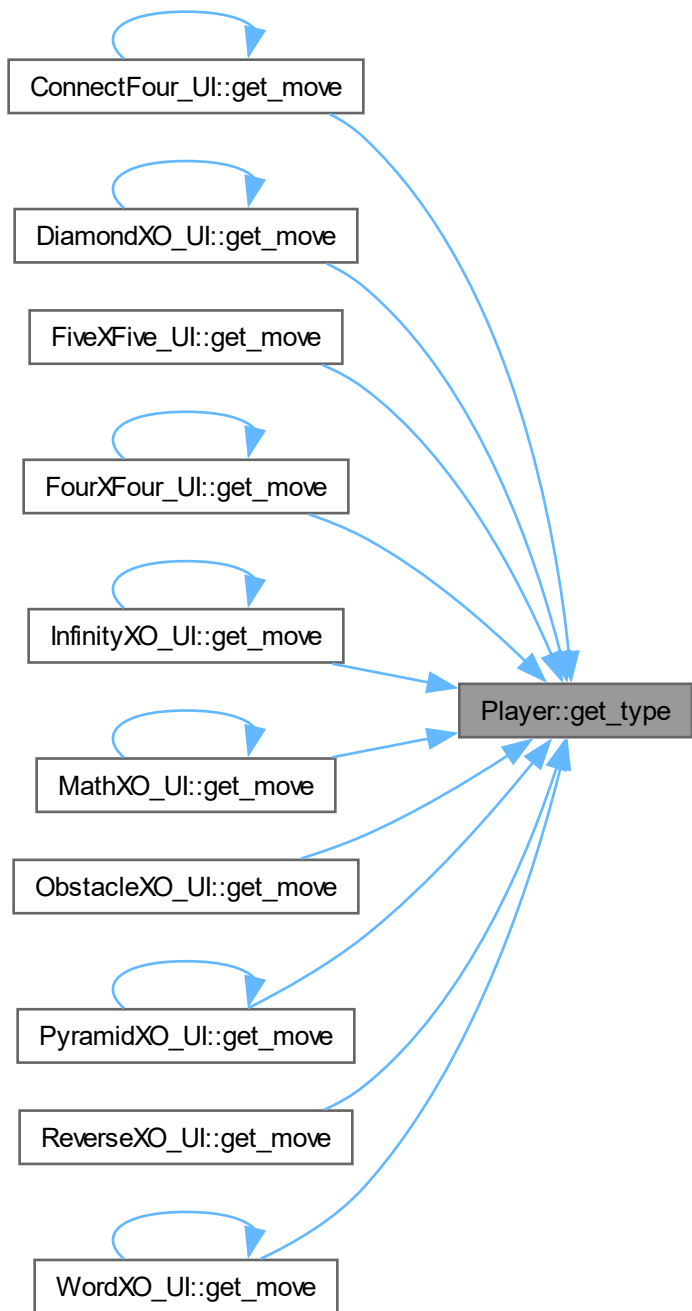 ConnectFour_UI::get_move
DiamondXO_UI::get_move
FiveXFive_UI::get_move
FourXFour_UI::get_move
InfinityXO_UI::get_move
Player::get_type
MathXO_UI::get_move
ObstacleXO_UI::get_move
PyramidXO_UI::get_move
ReverseXO_UI::get_move
WordXO_UI::get_move